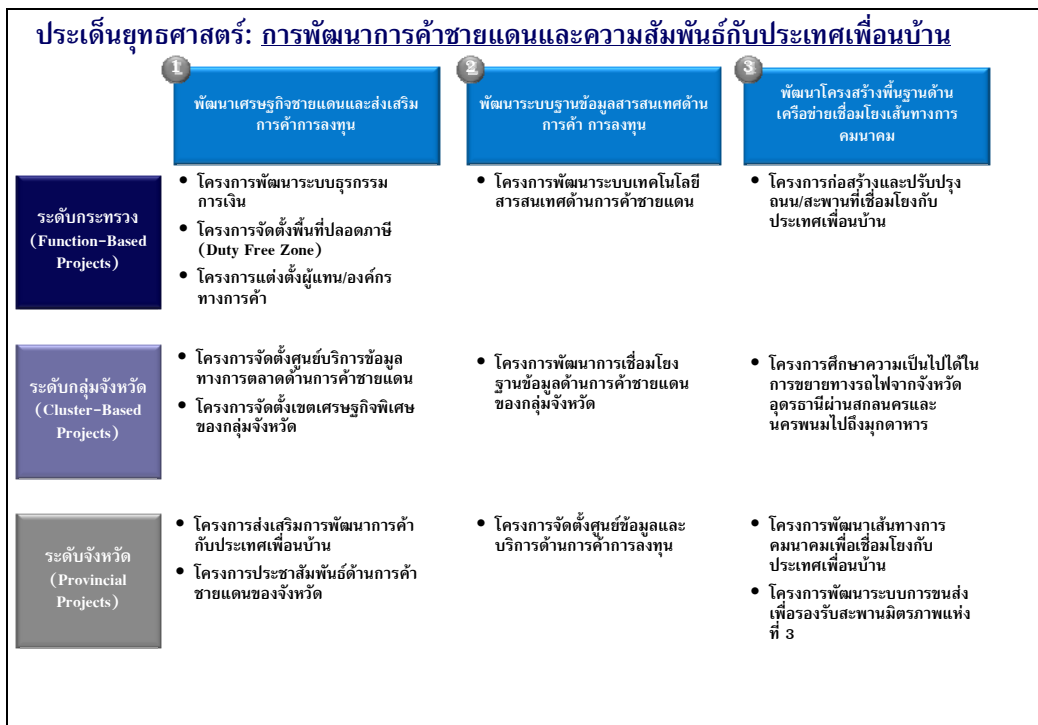 ประเด็นยุทธศาสตร์: การพัฒนาการค้าชายแดนและความสัมพันธ์กับประเทศเพื่อนบ้าน
1
พัฒนาเศรษฐกิจชายแดนและส่งเสริม
การค้าการลงทุน
2
พัฒนาระบบฐานข้อมูลสารสนเทศด้าน
การค้า การลงทุน
3
พัฒนาโครงสร้างพื้นฐานด้าน
เครือข่ายเชื่อมโยงเส้นทางการ
คมนาคม
ระดับกระทรวง
(Function-Based
Projects)
• โครงการพัฒนาระบบธุรกรรม
การเงิน
• โครงการจัดตั้งพื้นที่ปลอดภาษี
(Duty Free Zone)
• โครงการแต่งตั้งผู้แทน/องค์กร
ทางการค้า
• โครงการพัฒนาระบบเทคโนโลยี
สารสนเทศด้านการค้าชายแดน
• โครงการก่อสร้างและปรับปรุง
ถนน/สะพานที่เชื่อมโยงกับ
ประเทศเพื่อนบ้าน
ระดับกลุ่มจังหวัด
(Cluster-Based
Projects)
• โครงการจัดตั้งศูนย์บริการข้อมูล
ทางการตลาดด้านการค้าชายแดน
• โครงการจัดตั้งเขตเศรษฐกิจพิเศษ
ของกลุ่มจังหวัด
• โครงการพัฒนาการเชื่อมโยง
ฐานข้อมูลด้านการค้าชายแดน
ของกลุ่มจังหวัด
• โครงการศึกษาความเป็นไปได้ใน
การขยายทางรถไฟจากจังหวัด
อุดรธานีผ่านสกลนครและ
นครพนมไปถึงมุกดาหาร
ระดับจังหวัด
(Provincial
Projects)
• โครงการส่งเสริมการพัฒนาการค้า
กับประเทศเพื่อนบ้าน
• โครงการประชาสัมพันธ์ด้านการค้า
ชายแดนของจังหวัด
• โครงการจัดตั้งศูนย์ข้อมูลและ
บริการด้านการค้าการลงทุน
• โครงการพัฒนาเส้นทางการ
คมนาคมเพื่อเชื่อมโยงกับ
ประเทศเพื่อนบ้าน
• โครงการพัฒนาระบบการขนส่ง
เพื่อรองรับสะพานมิตรภาพแห่ง
ที่ 3